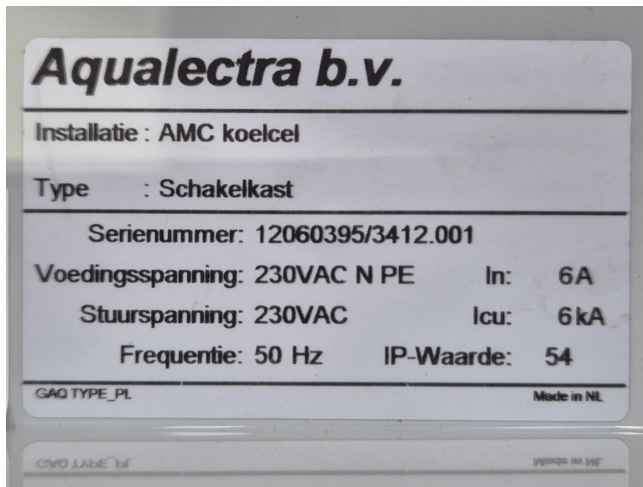 Aqualectra b.v.
Installatie : AMC koelcel
Type : Schakelkast
Serienummer: 12060395/3412.001
Voedingsspanning: 230VAC N PE In: 6A
Stuurspanning: 230VAC Icu: 6kA
Frequentie: 50 Hz IP-Waarde: 54
GAQ TYPE_PL Made in NL